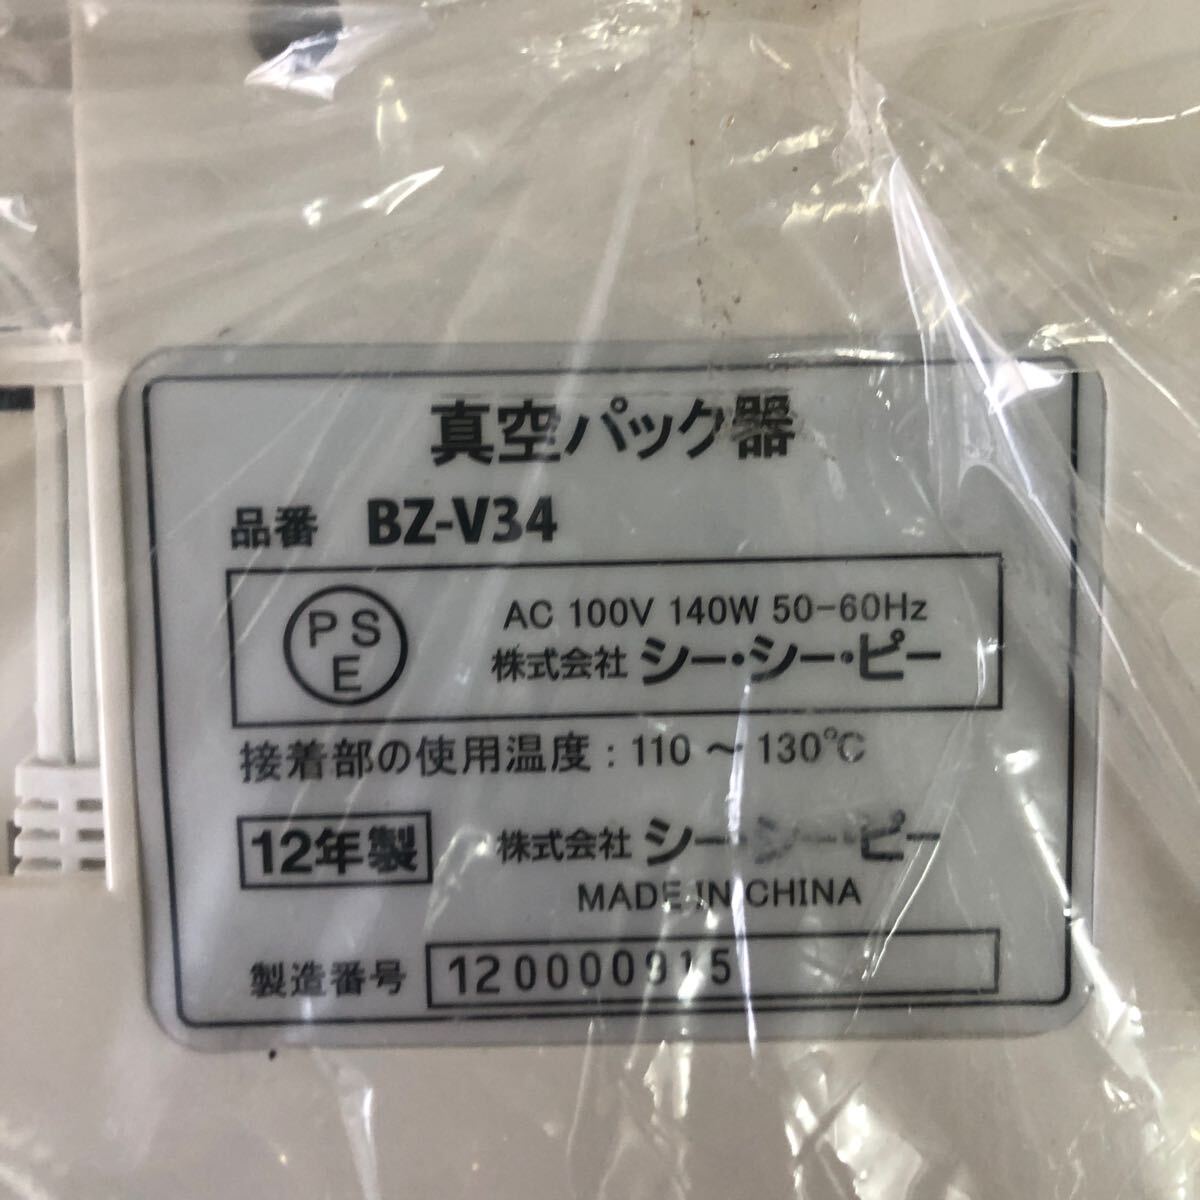 真空パック器
品番 BZ-V34
PSE
AC 100V 140W 50-60Hz
株式会社 シー・シー・ピー
接着部の使用温度：110～130℃
12年製 株式会社 シー・シー・ピー
MADE IN CHINA
製造番号 120000915